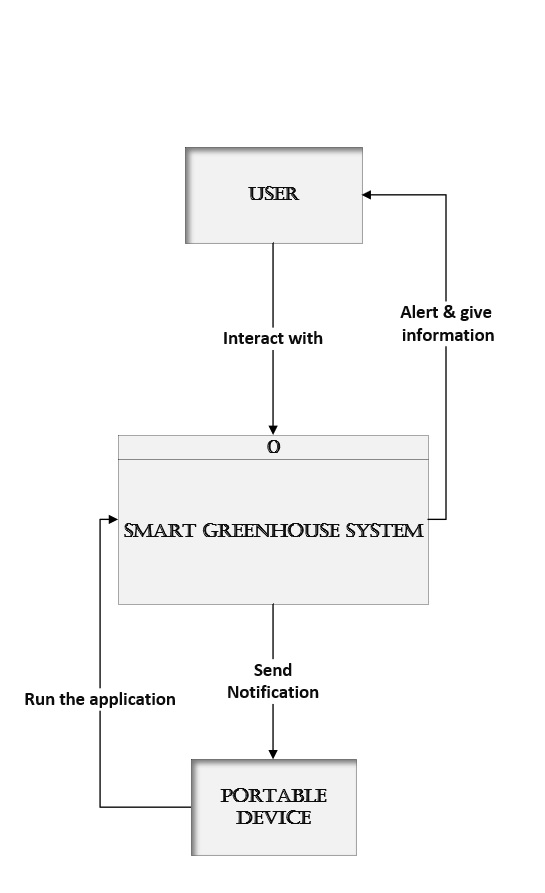 USER
Alert & give
information
Interact with
0
SMART GREENHOUSE SYSTEM
Send
Notification
Run the application
PORTABLE
DEVICE